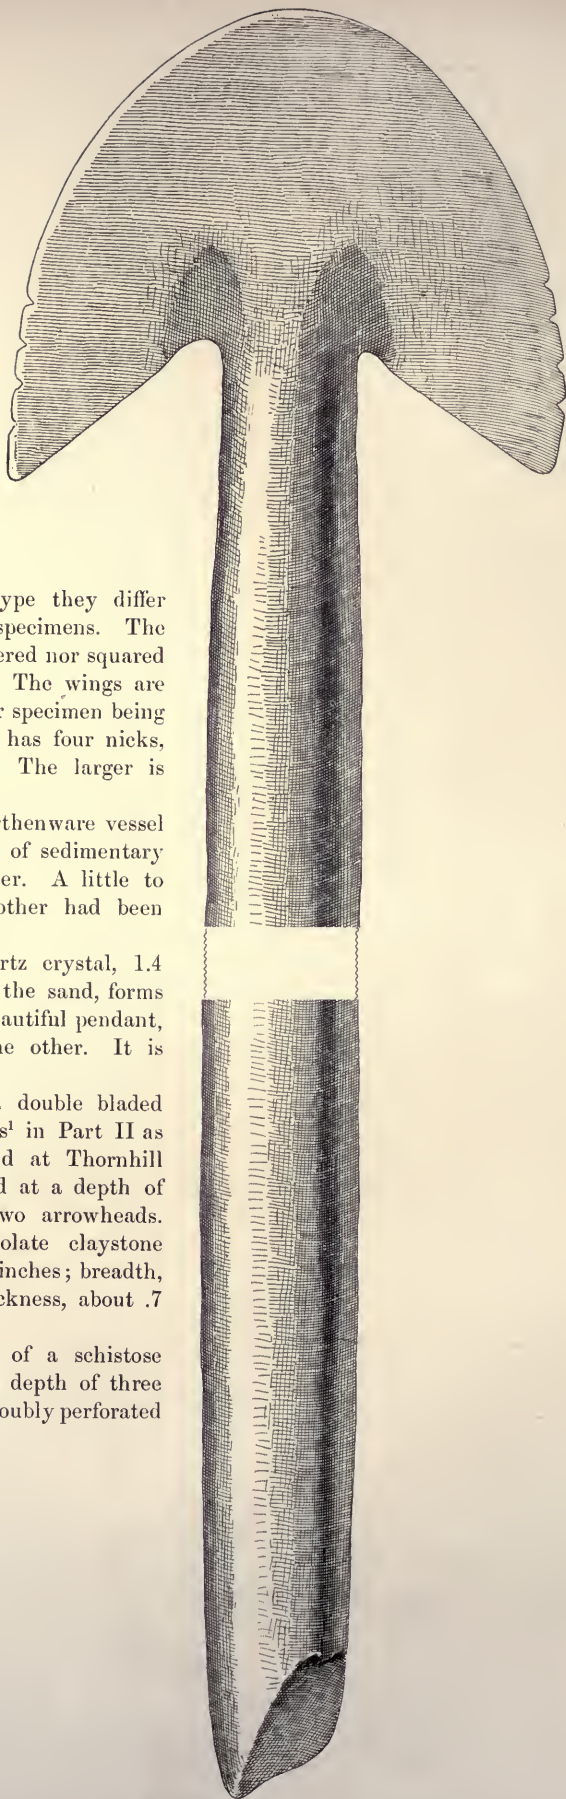 ype they differ
specimens. The
ered nor squared
The wings are
r specimen being
has four nicks,
The larger is
thenware vessel
of sedimentary
er. A little to
other had been
rtz crystal, 1.4
the sand, forms
autiful pendant,
ne other. It is
double bladed
s¹ in Part II as
d at Thornhill
d at a depth of
wo arrowheads.
olate claystone
inches; breadth,
ckness, about .7
of a schistose
depth of three
oubly perforated